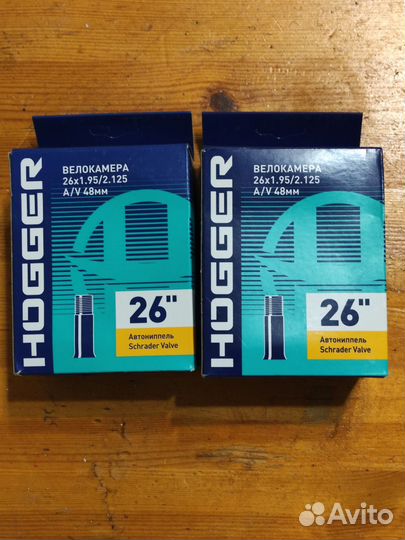 HOGGER
ВЕЛОКАМЕРА
26x1.95/2.125
A/V 48мм
26"
Автониппель
Schrader Valve
HOGGER
ВЕЛОКАМЕРА
26x1.95/2.125
A/V 48мм
26"
Автониппель
Schrader Valve
Avito